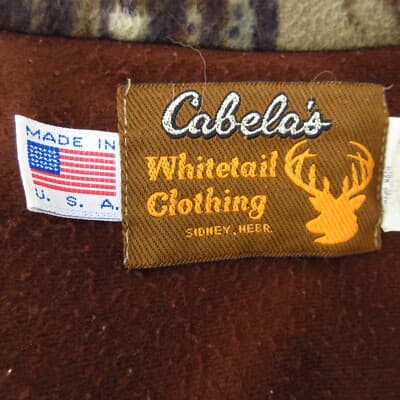 MADE IN
U. S. A.
Cabela's
Whitetail
Clothing
SIDNEY, NEBR.